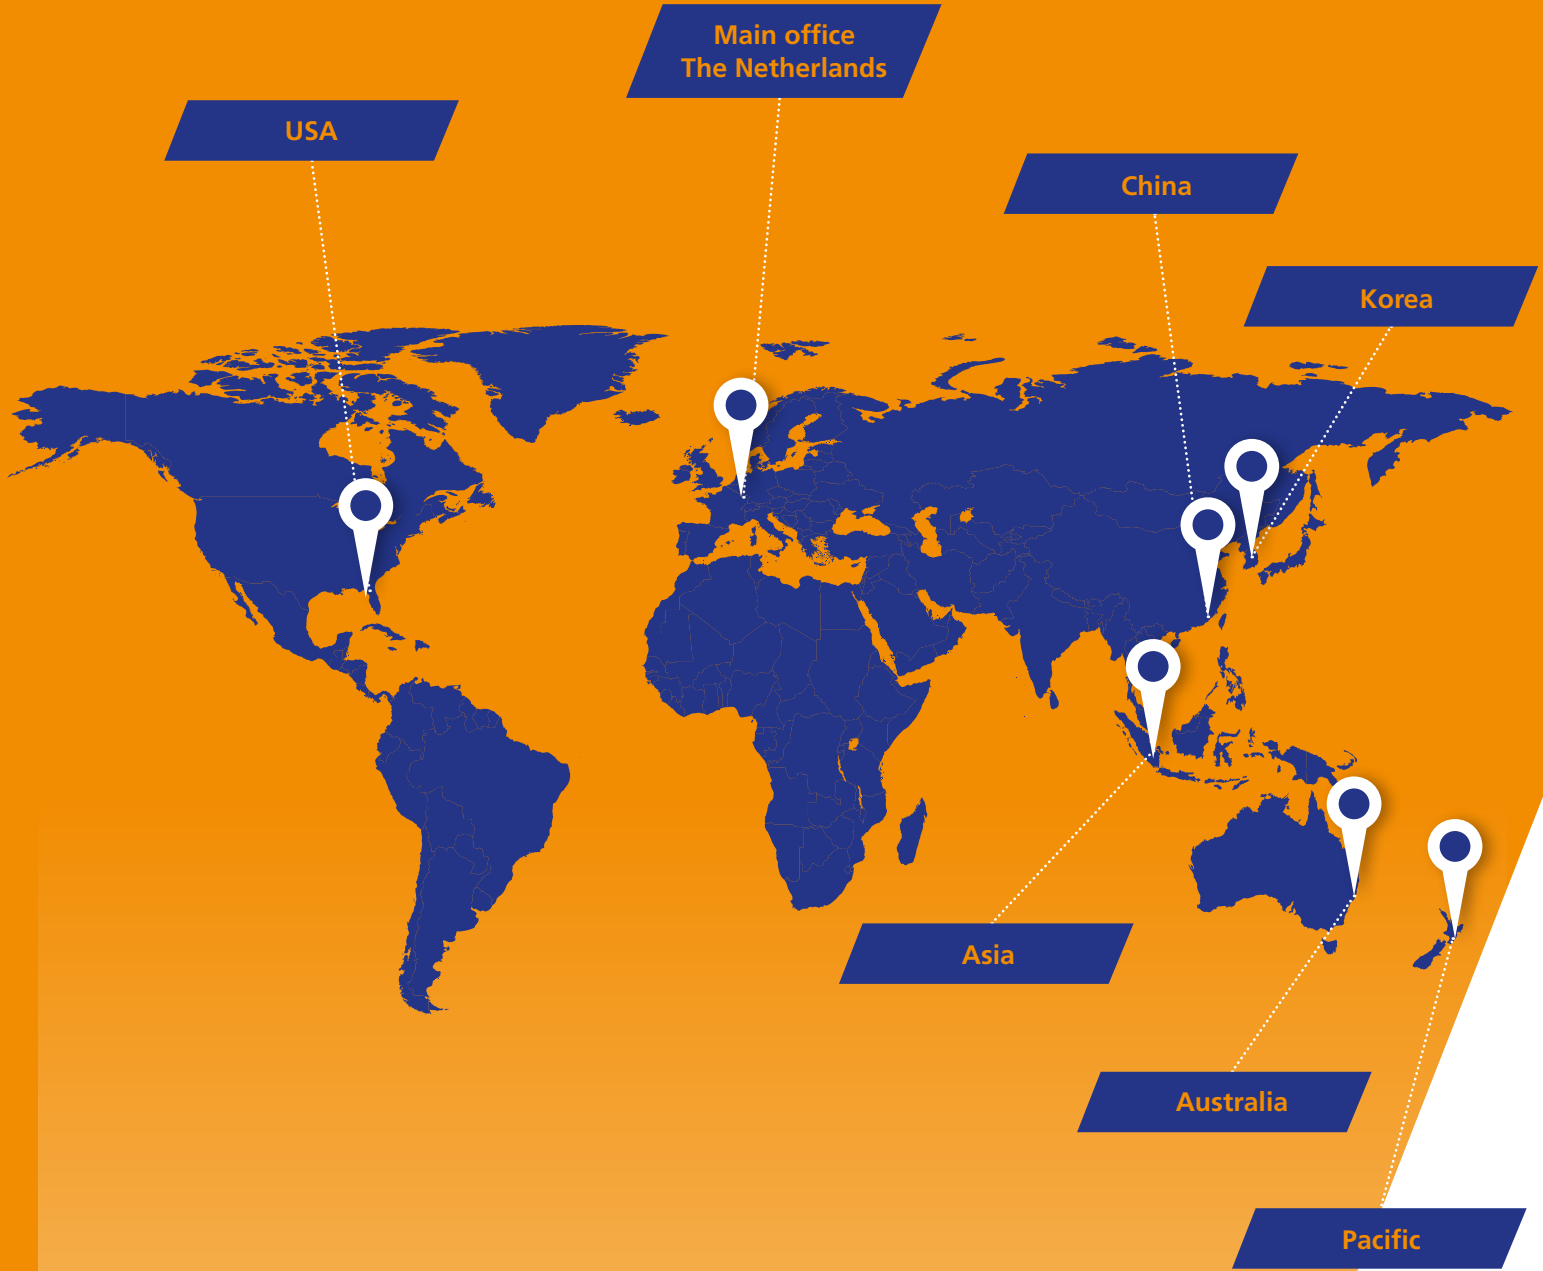 Main office
The Netherlands
USA
China
Korea
Asia
Australia
Pacific